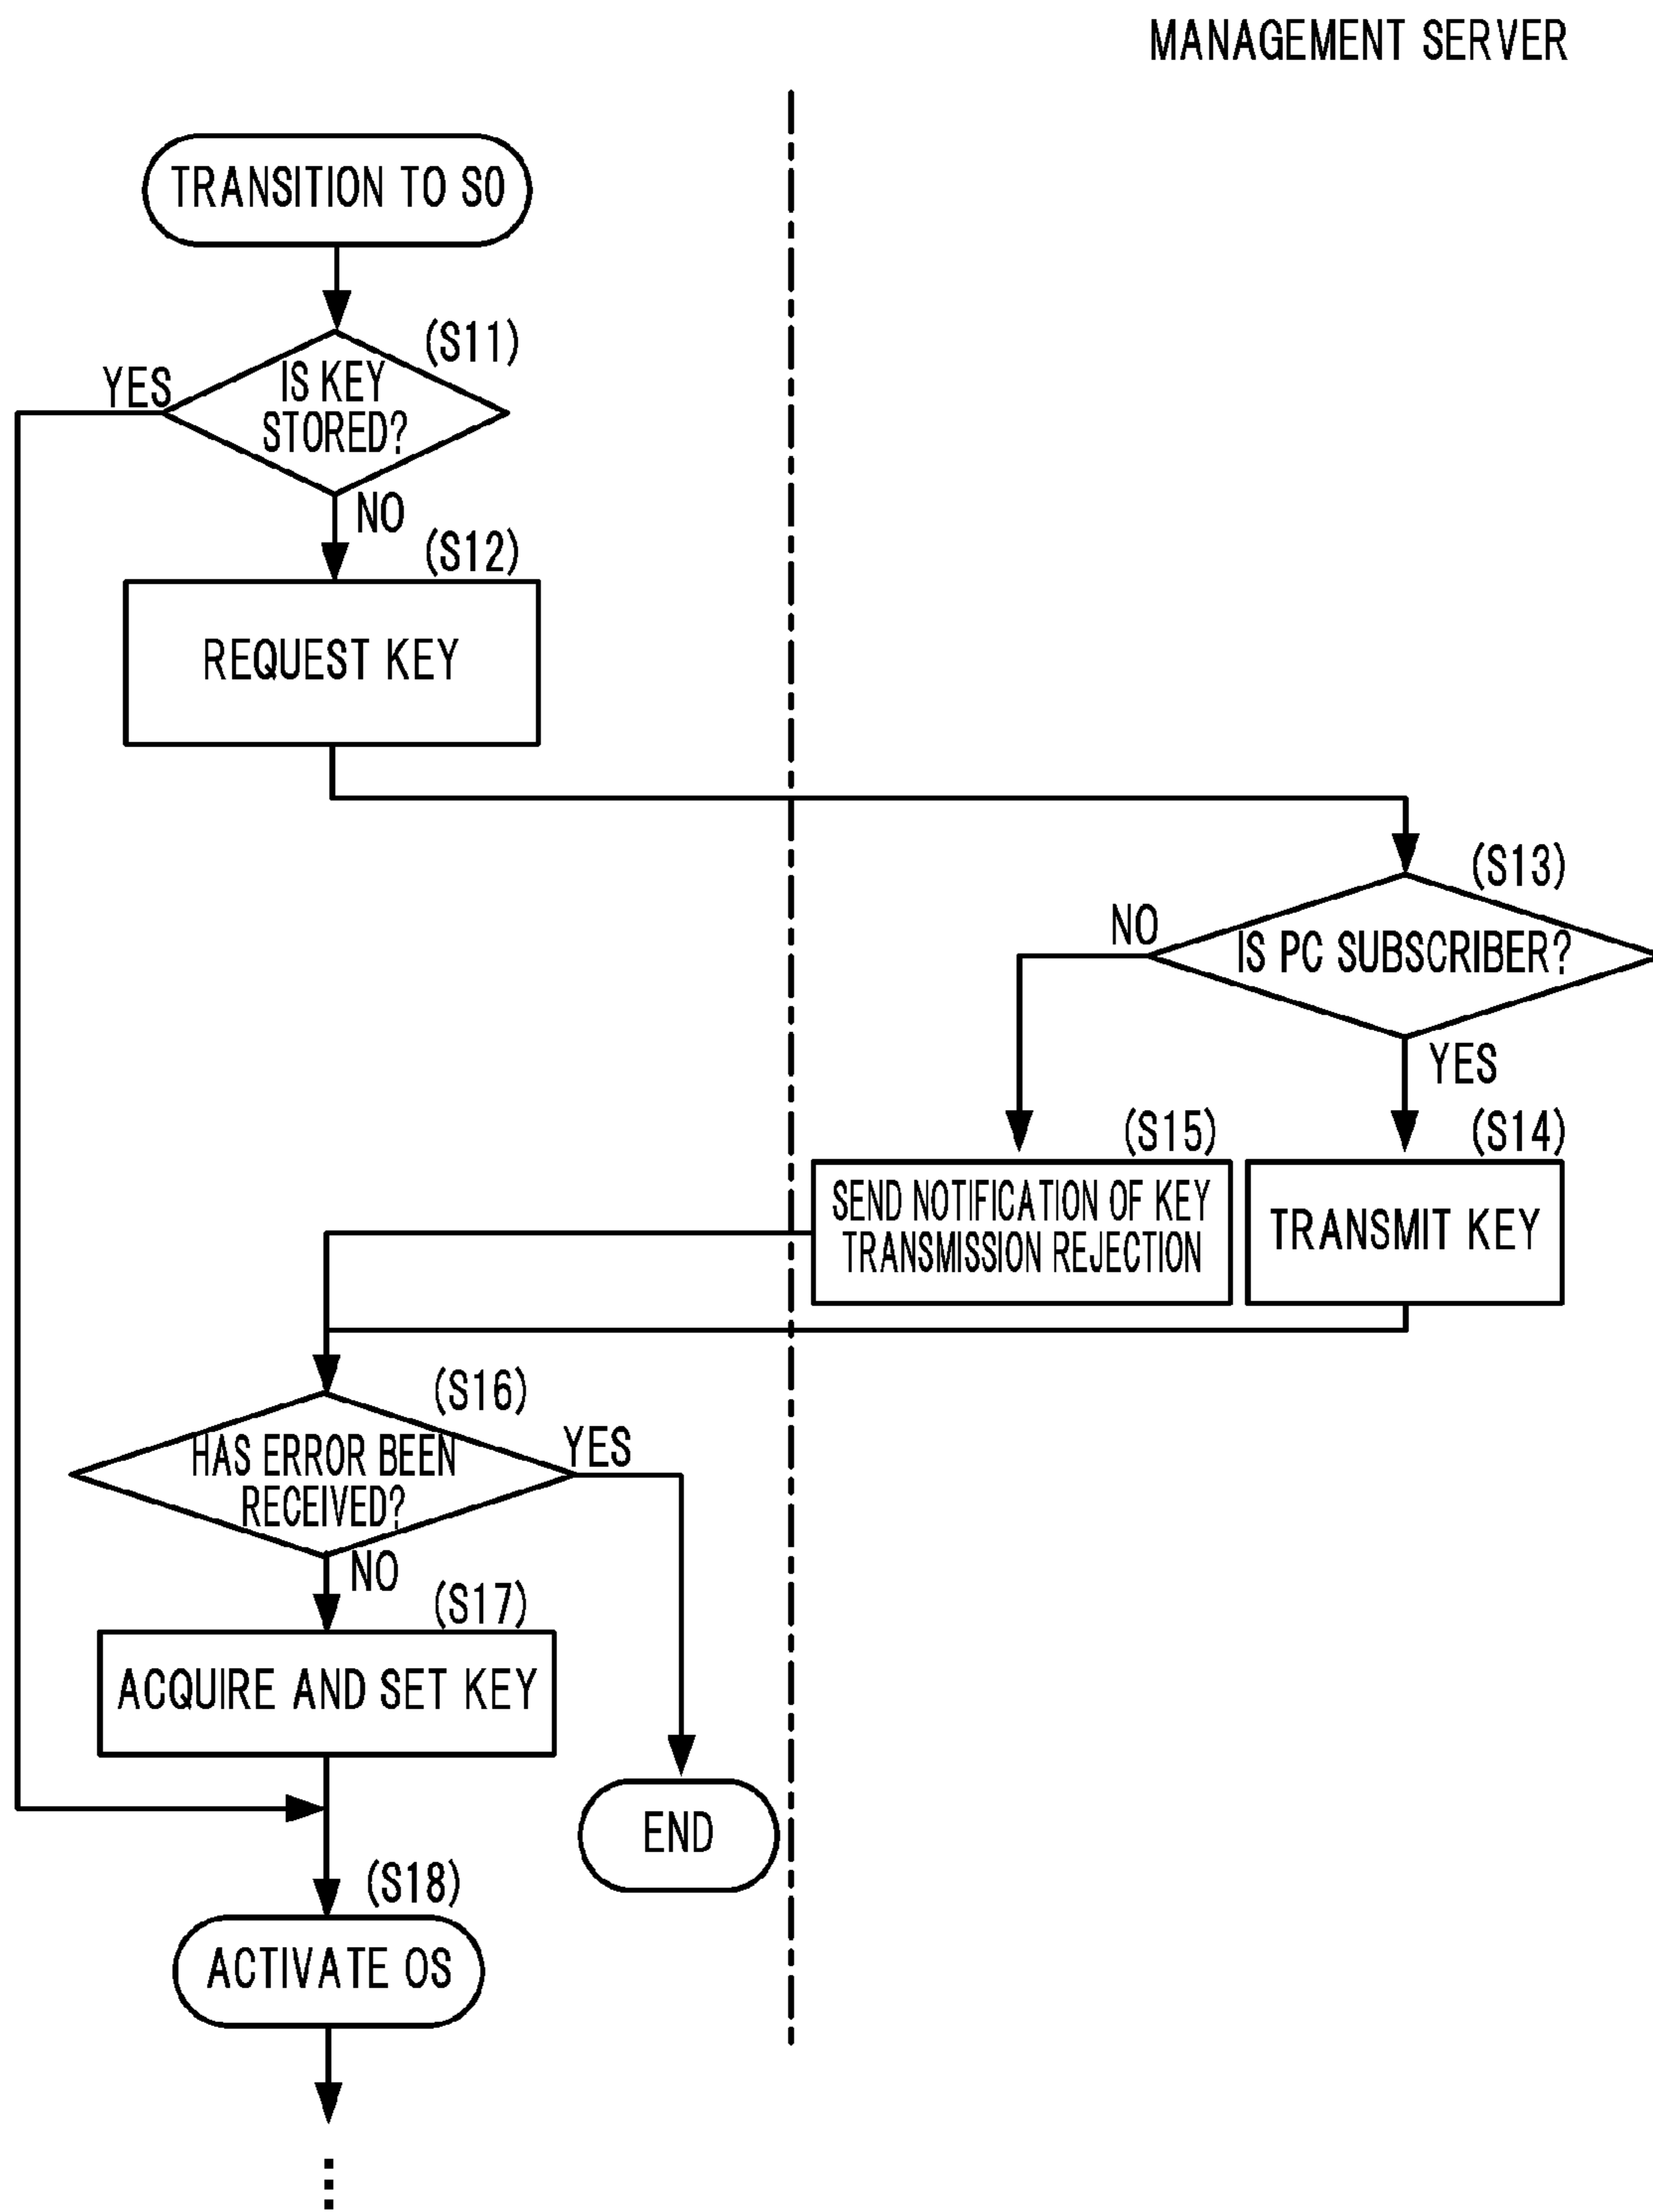 MANAGEMENT SERVER
TRANSITION TO S0
(S11)
YES
IS KEY
STORED?
NO
(S12)
REQUEST KEY
(S13)
NO
IS PC SUBSCRIBER?
YES
(S15)
(S14)
SEND NOTIFICATION OF KEY
TRANSMISSION REJECTION
TRANSMIT KEY
(S16)
YES
HAS ERROR BEEN
RECEIVED?
NO
(S17)
ACQUIRE AND SET KEY
END
(S18)
ACTIVATE OS